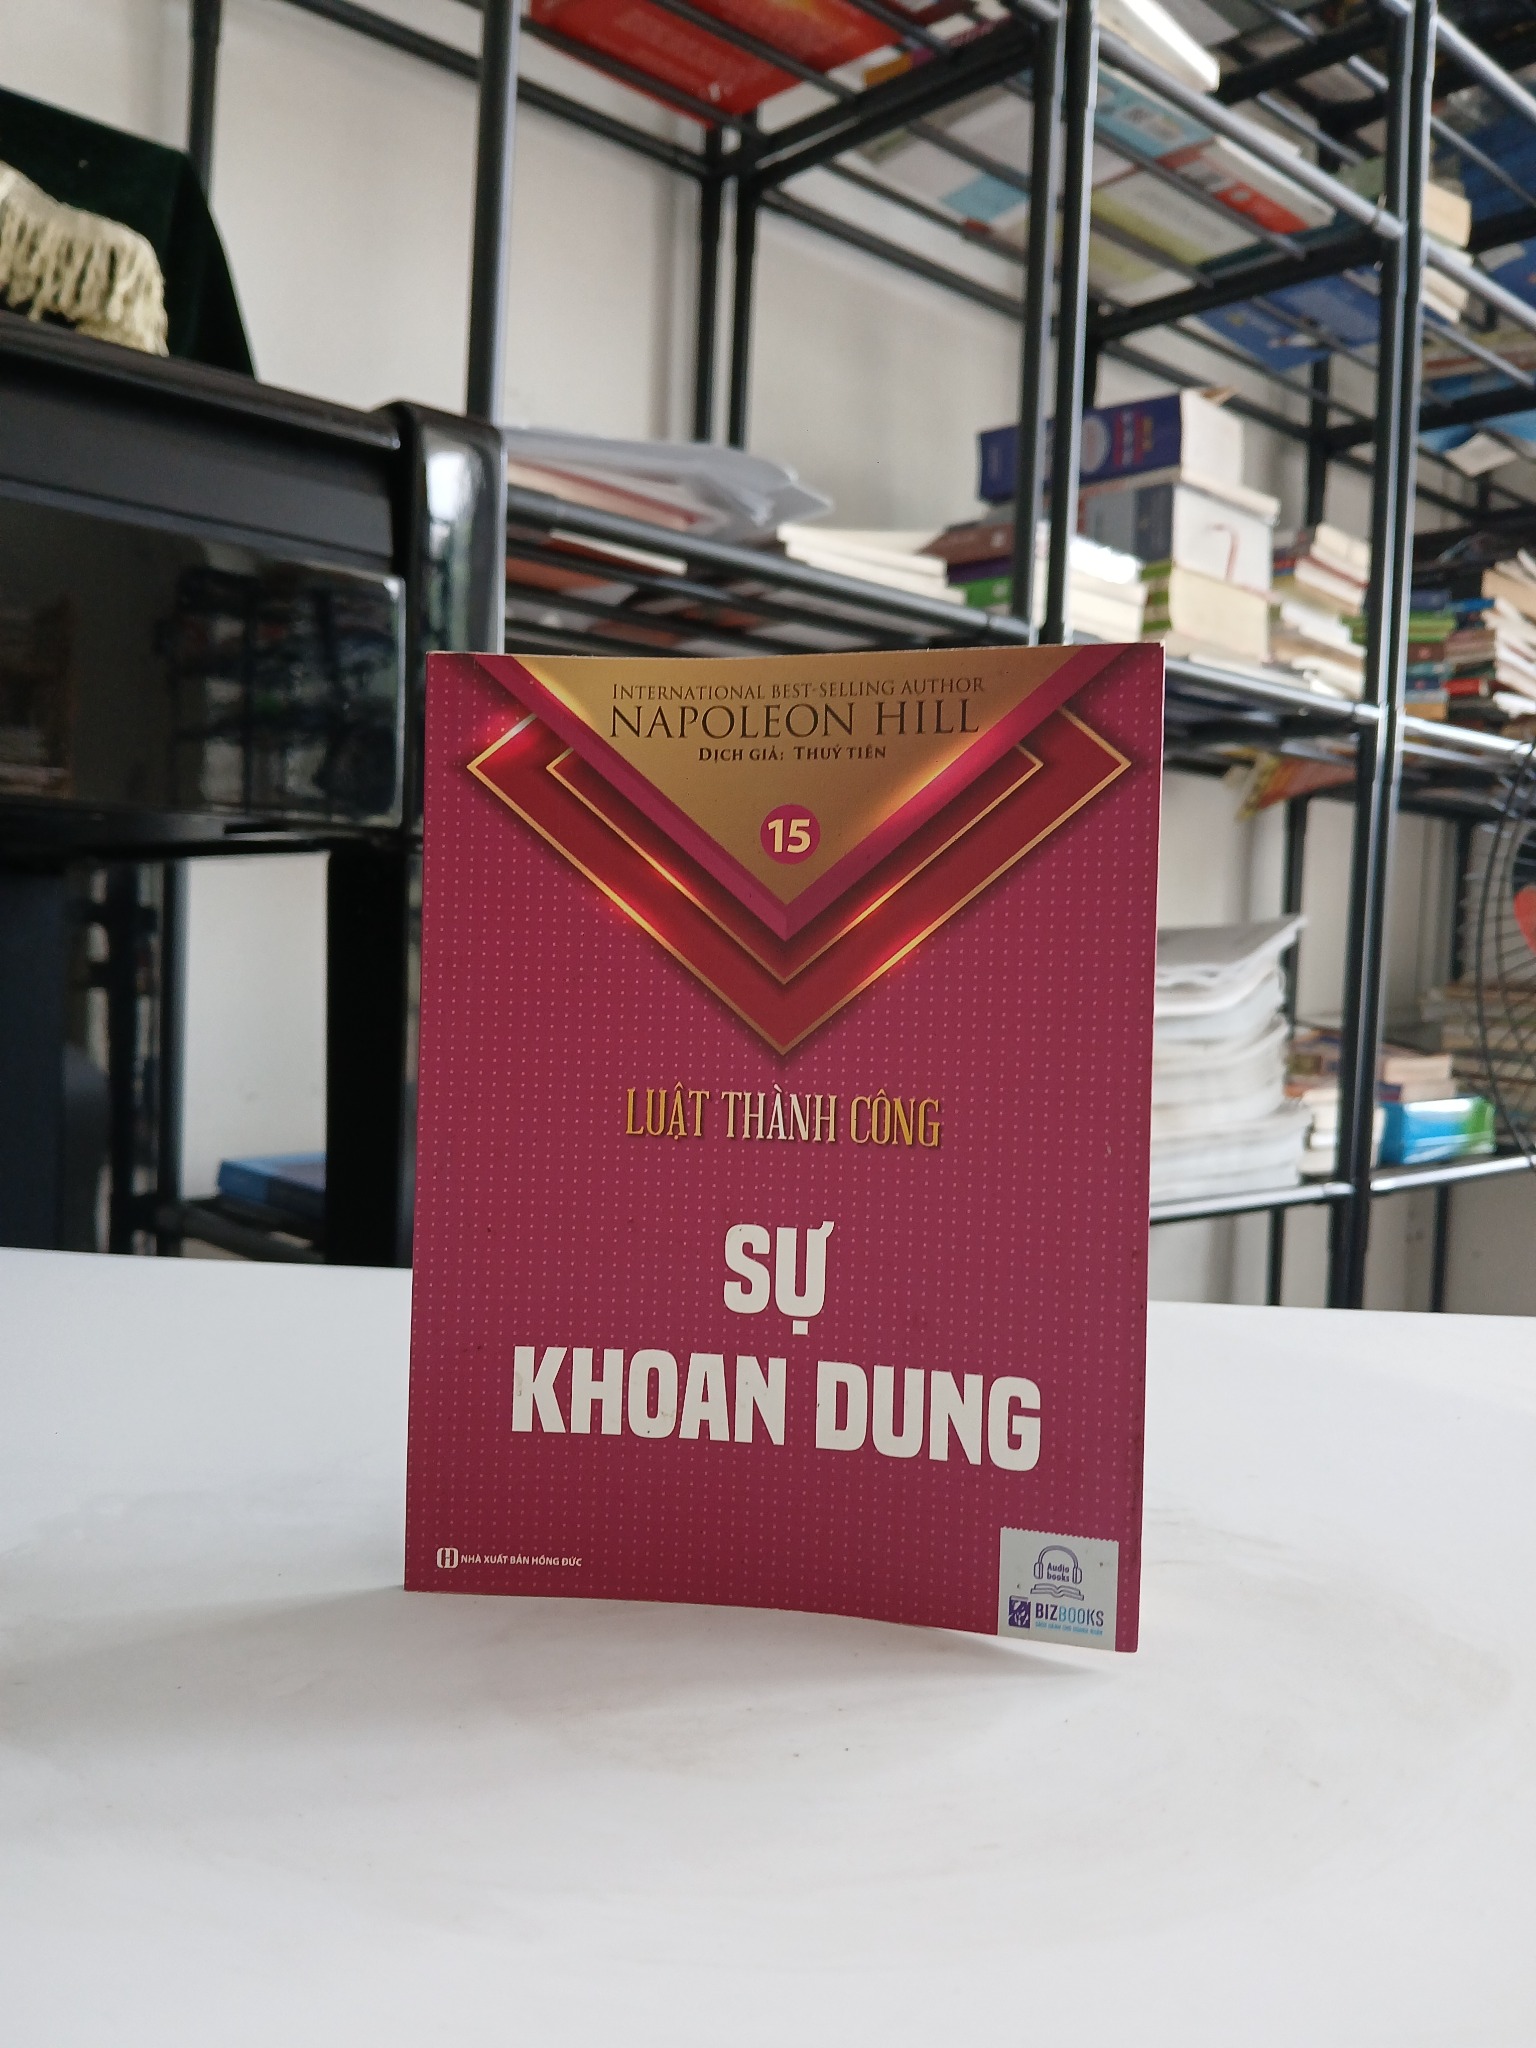 INTERNATIONAL BEST-SELLING AUTHOR
NAPOLEON HILL
DỊCH GIẢ: THUỶ TIÊN
15
LUẬT THÀNH CÔNG
SỰ
KHOAN DUNG
NHÀ XUẤT BẢN HỒNG ĐỨC
Audio
books
BIZBOOKS